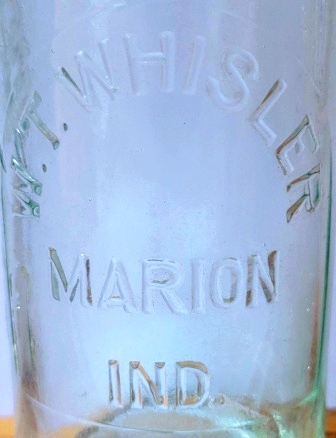 W.T. WHISLER
MARION
IND.